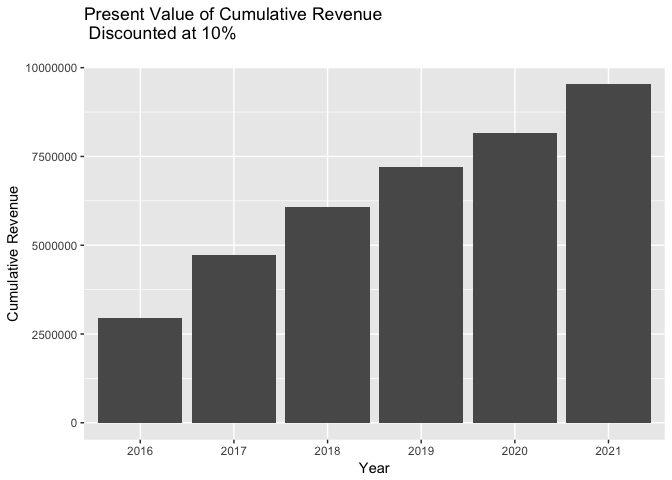 Present Value of Cumulative Revenue
Discounted at 10%
10000000
7500000
5000000
2500000
0
Cumulative Revenue
2016 2017 2018 2019 2020 2021
Year